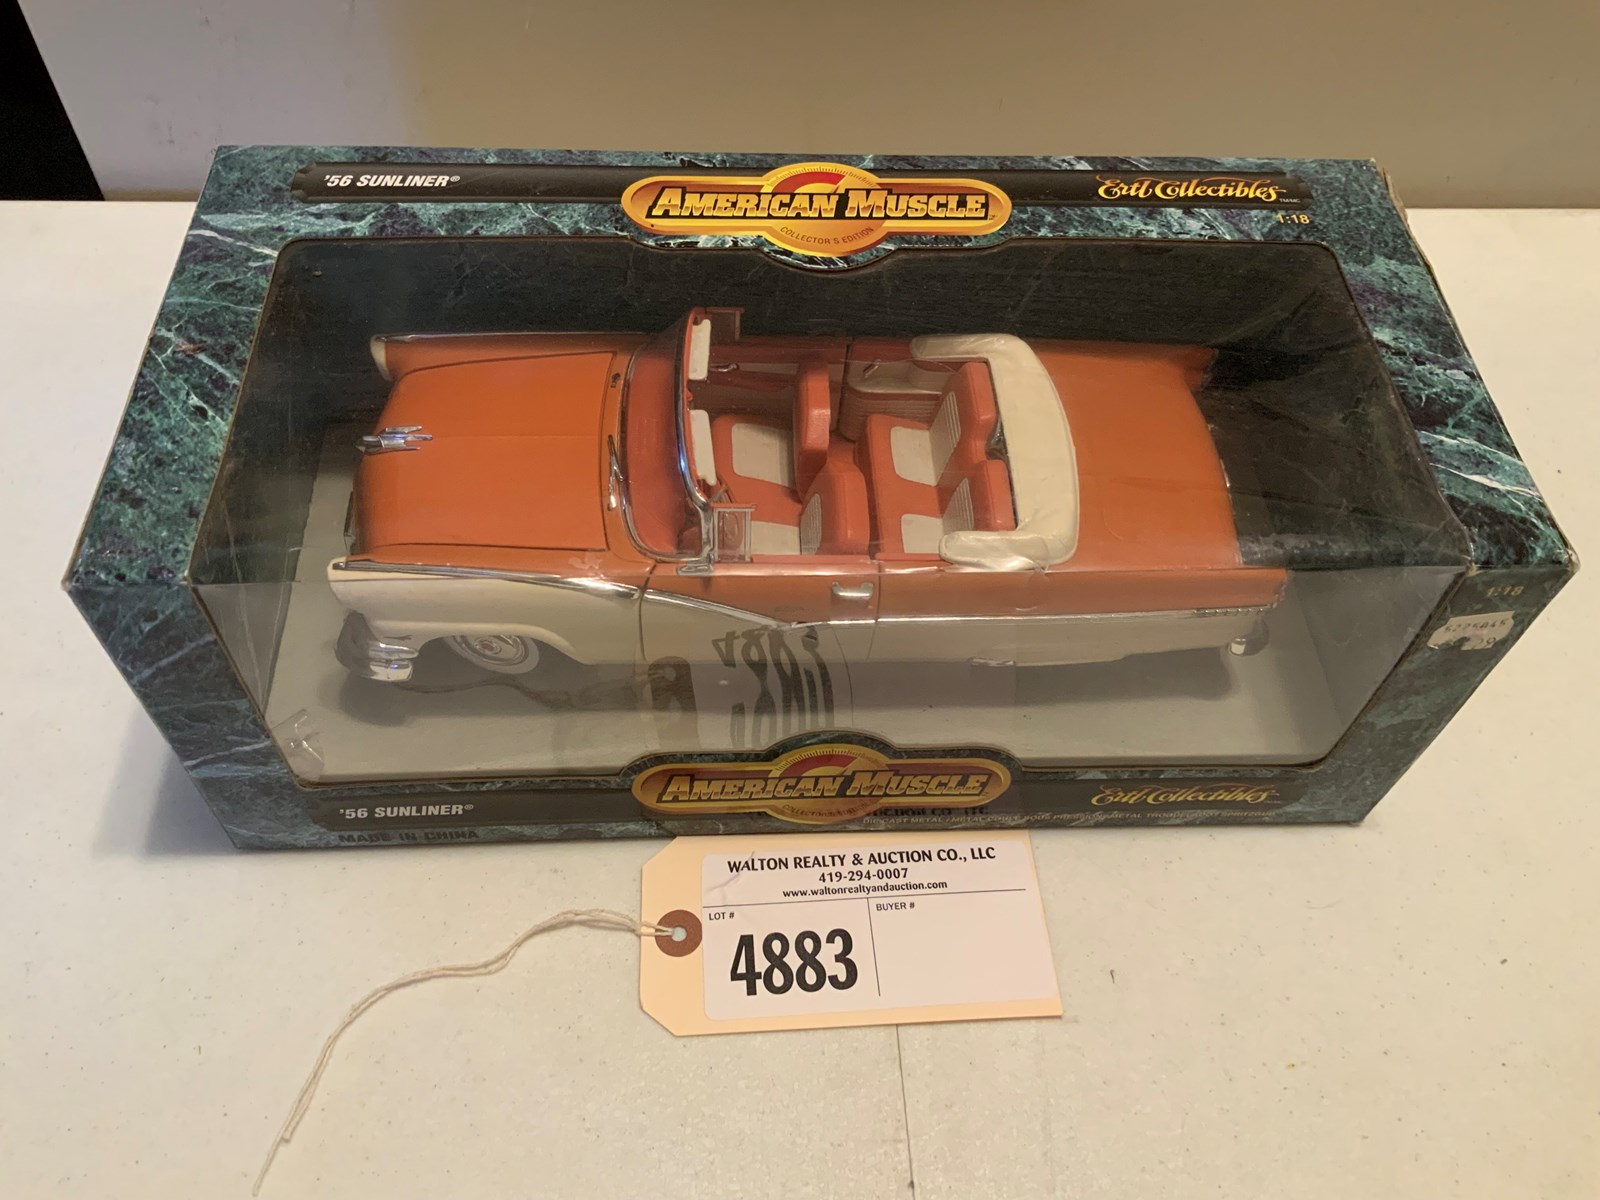 '56 SUNLINER®
AMERICAN MUSCLE
COLLECTOR'S EDITION
Ertl Collectibles
1:18
1:18
'56 SUNLINER®
AMERICAN MUSCLE
Ertl Collectibles
MADE IN CHINA
WALTON REALTY & AUCTION CO., LLC
419-294-0007
www.waltonrealtyandauction.com
LOT #
BUYER #
4883